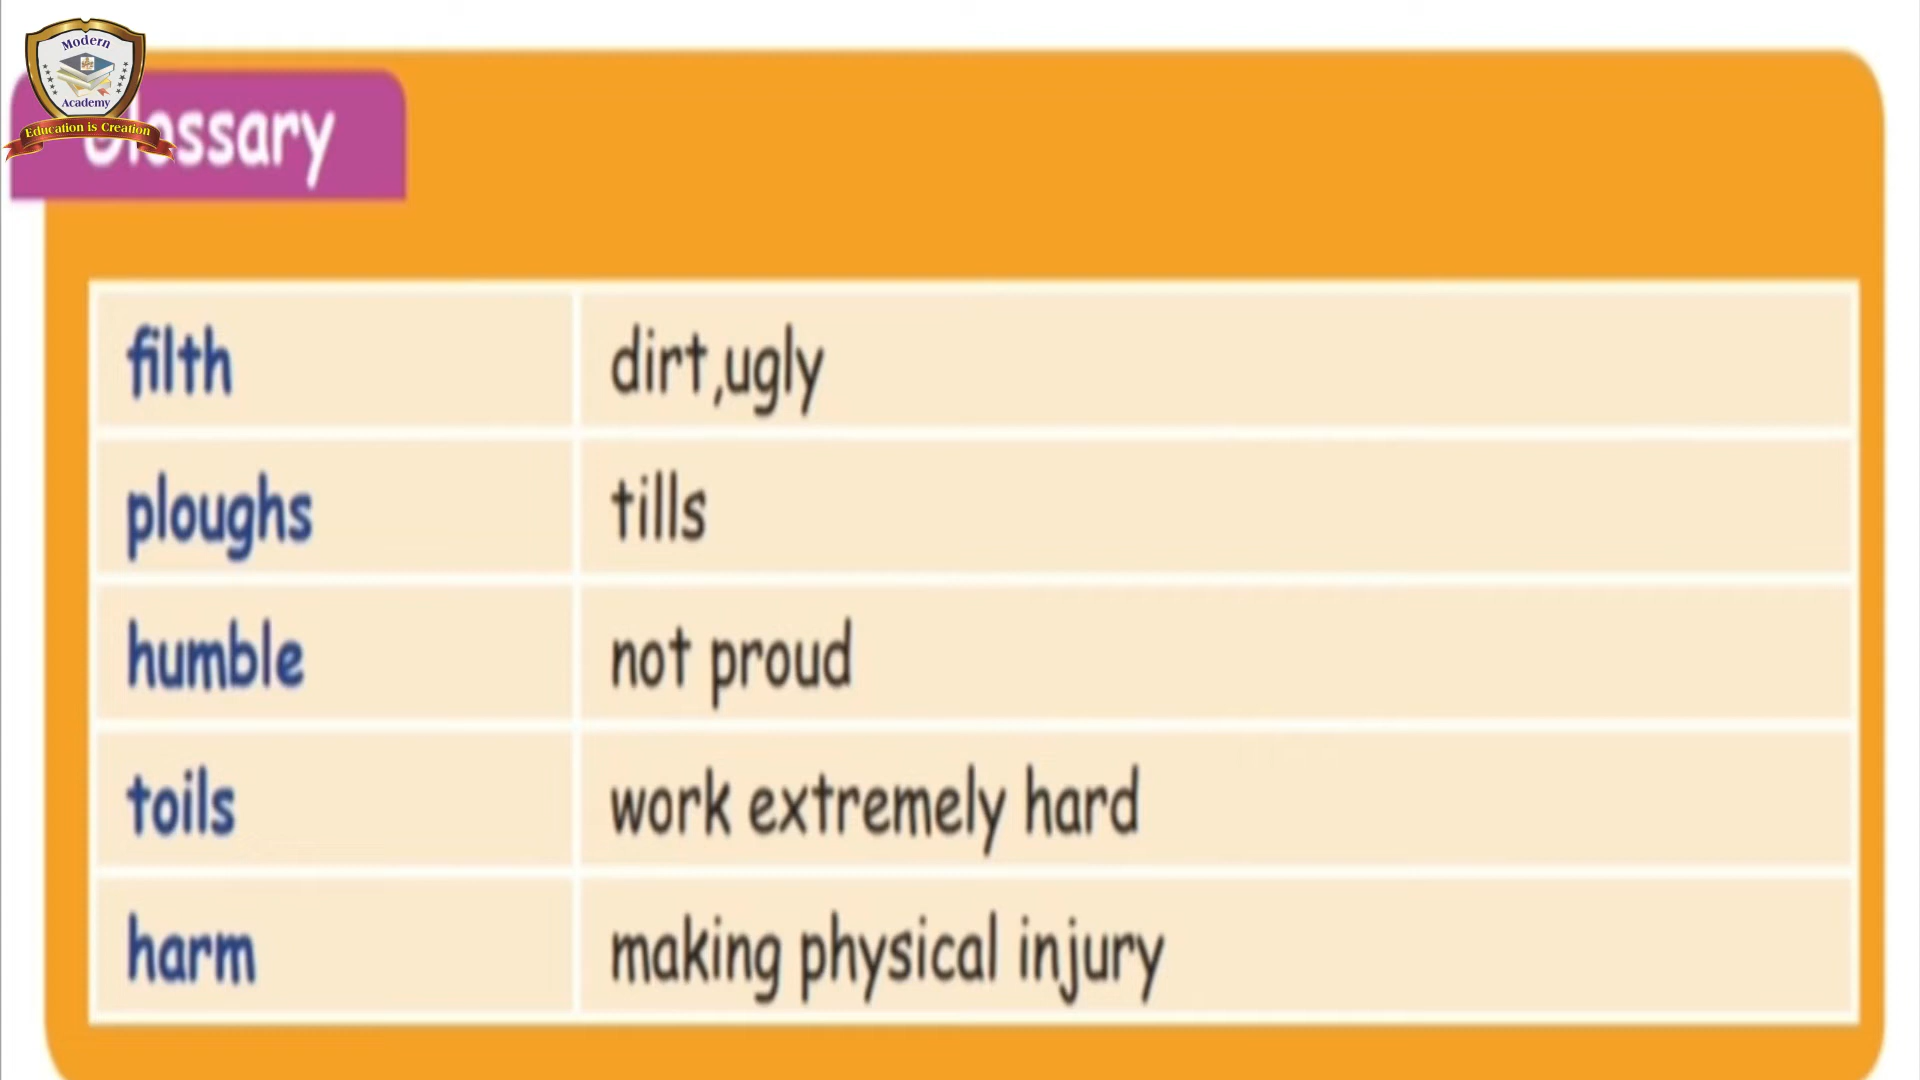 Modern
Academy
Education is Creation
Glossary
filth dirt,ugly
ploughs tills
humble not proud
toils work extremely hard
harm making physical injury